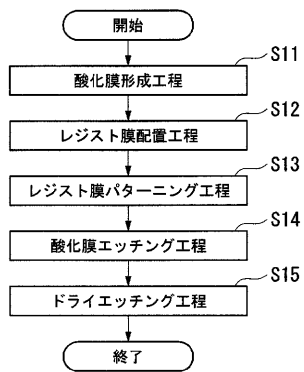 開始
S11
酸化膜形成工程
S12
レジスト膜配置工程
S13
レジスト膜パターニング工程
S14
酸化膜エッチング工程
S15
ドライエッチング工程
終了